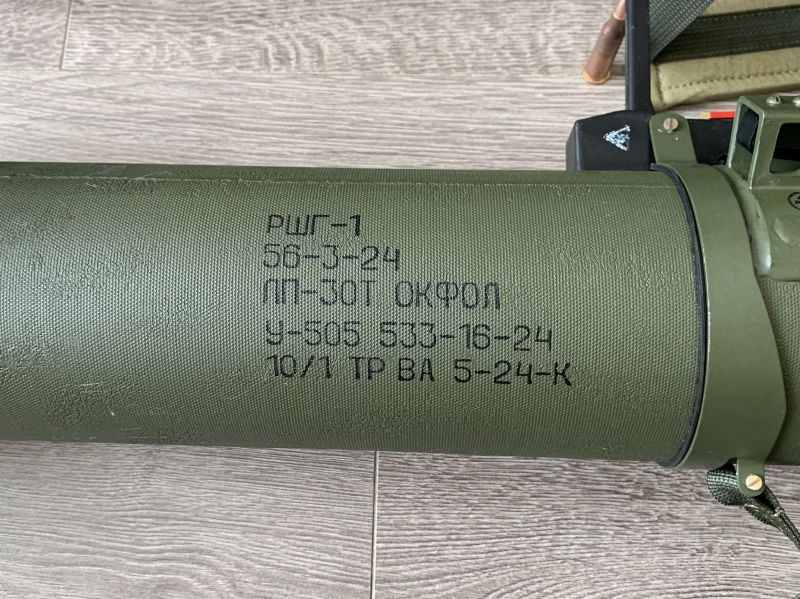 РШГ-1
56-3-24
ЛП-30Т ОКФОЛ
У-505 533-16-24
10/1 ТР ВА 5-24-К